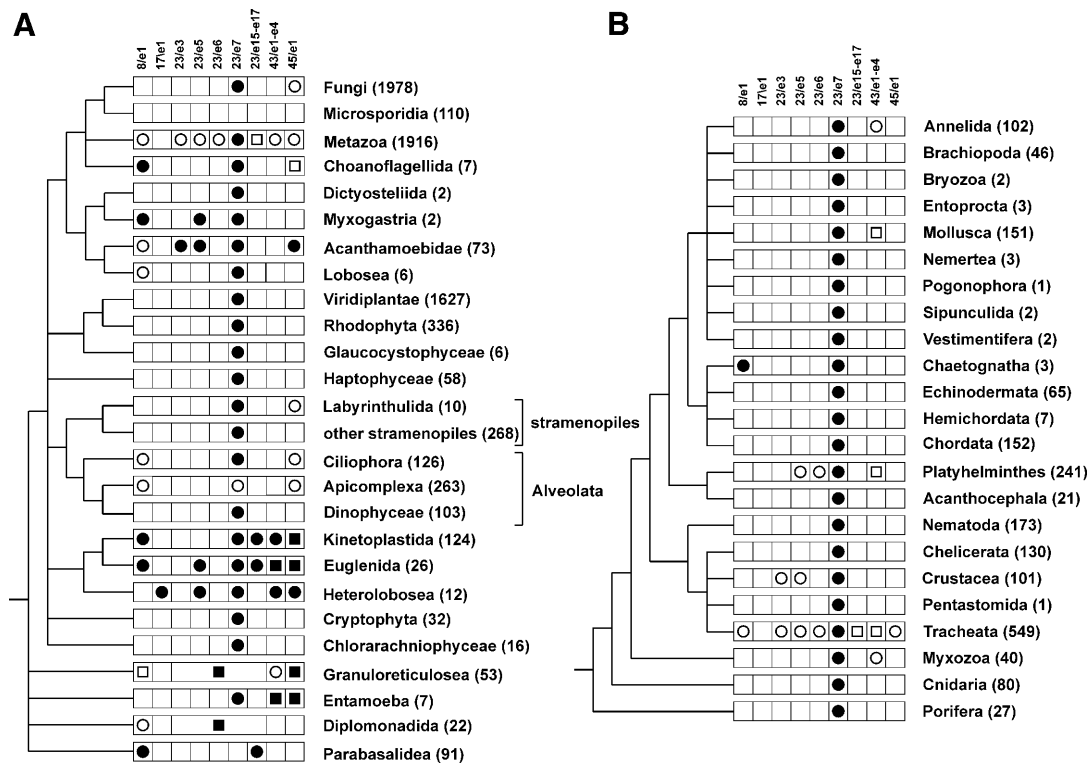 A
8/e1
17\e1
23/e3
23/e5
23/e6
23/e7
23/e15-e17
43/e1-e4
45/e1
Fungi (1978)
Microsporidia (110)
Metazoa (1916)
Choanoflagellida (7)
Dictyosteliida (2)
Myxogastria (2)
Acanthamoebidae (73)
Lobosea (6)
Viridiplantae (1627)
Rhodophyta (336)
Glaucocystophyceae (6)
Haptophyceae (58)
Labyrinthulida (10)
other stramenopiles (268)
stramenopiles
Ciliophora (126)
Apicomplexa (263)
Dinophyceae (103)
Alveolata
Kinetoplastida (124)
Euglenida (26)
Heterolobosea (12)
Cryptophyta (32)
Chlorarachniophyceae (16)
Granuloreticulosea (53)
Entamoeba (7)
Diplomonadida (22)
Parabasalidea (91)
B
8/e1
17\e1
23/e3
23/e5
23/e6
23/e7
23/e15-e17
43/e1-e4
45/e1
Annelida (102)
Brachiopoda (46)
Bryozoa (2)
Entoprocta (3)
Mollusca (151)
Nemertea (3)
Pogonophora (1)
Sipunculida (2)
Vestimentifera (2)
Chaetognatha (3)
Echinodermata (65)
Hemichordata (7)
Chordata (152)
Platyhelminthes (241)
Acanthocephala (21)
Nematoda (173)
Chelicerata (130)
Crustacea (101)
Pentastomida (1)
Tracheata (549)
Myxozoa (40)
Cnidaria (80)
Porifera (27)